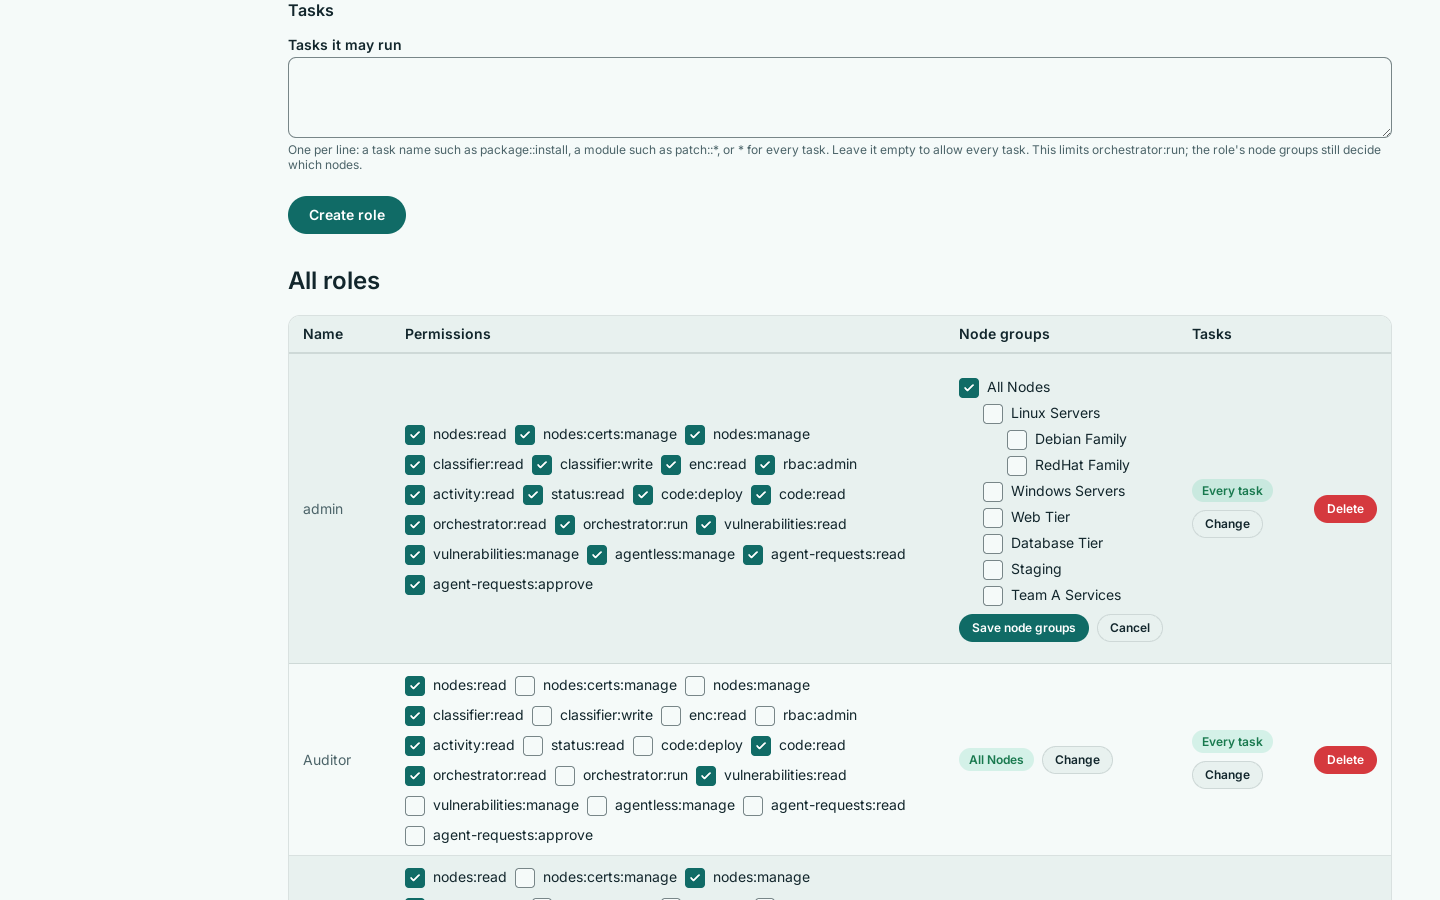 Tasks
Tasks it may run
One per line: a task name such as package::install, a module such as patch::*, or * for every task. Leave it empty to allow every task. This limits orchestrator:run; the role's node groups still decide
which nodes.
Create role
All roles
Name Permissions Node groups Tasks
admin
nodes:read nodes:certs:manage nodes:manage
classifier:read classifier:write enc:read rbac:admin
activity:read status:read code:deploy code:read
orchestrator:read orchestrator:run vulnerabilities:read
vulnerabilities:manage agentless:manage agent-requests:read
agent-requests:approve
All Nodes
Linux Servers
Debian Family
RedHat Family
Windows Servers
Web Tier
Database Tier
Staging
Team A Services
Save node groups Cancel
Every task
Change
Delete
Auditor
nodes:read nodes:certs:manage nodes:manage
classifier:read classifier:write enc:read rbac:admin
activity:read status:read code:deploy code:read
orchestrator:read orchestrator:run vulnerabilities:read
vulnerabilities:manage agentless:manage agent-requests:read
agent-requests:approve
All Nodes Change
Every task
Change
Delete
nodes:read nodes:certs:manage nodes:manage